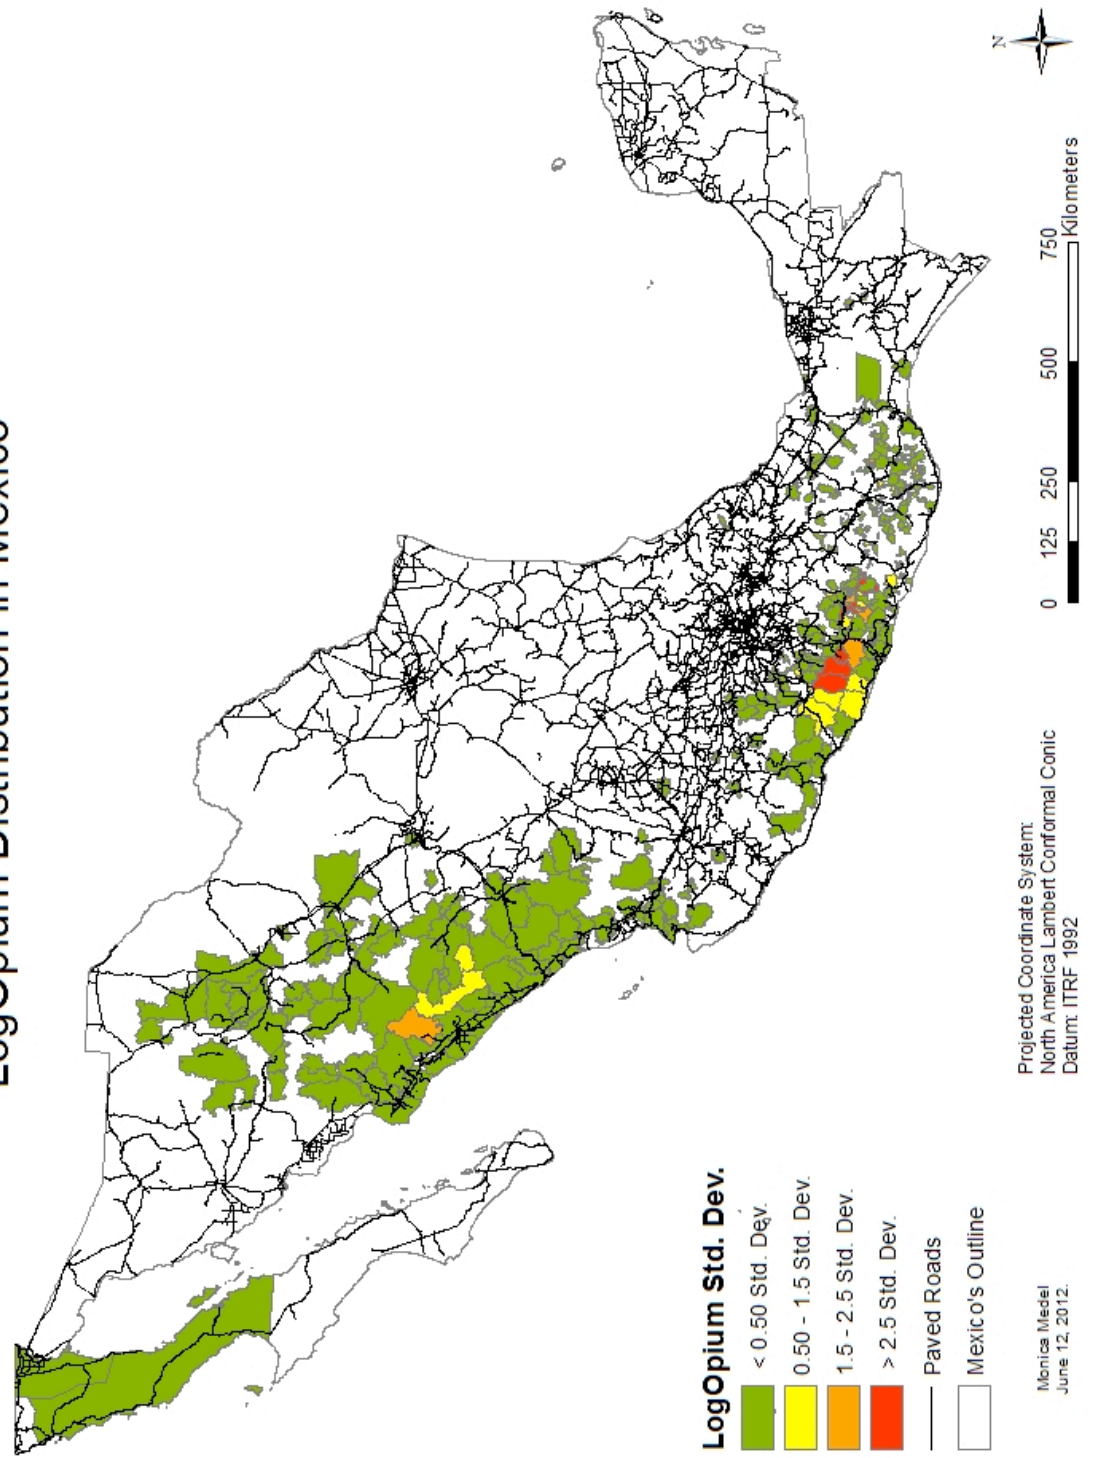 LogOpium Distribution in Mexico
N
LogOpium Std. Dev.
< 0.50 Std. Dev.
0.50 - 1.5 Std. Dev.
1.5 - 2.5 Std. Dev.
> 2.5 Std. Dev.
Paved Roads
Mexico's Outline
Monica Medel
June 12, 2012.
Projected Coordinate System:
North America Lambert Conformal Conic
Datum: ITRF 1992
0 125 250 500 750
Kilometers